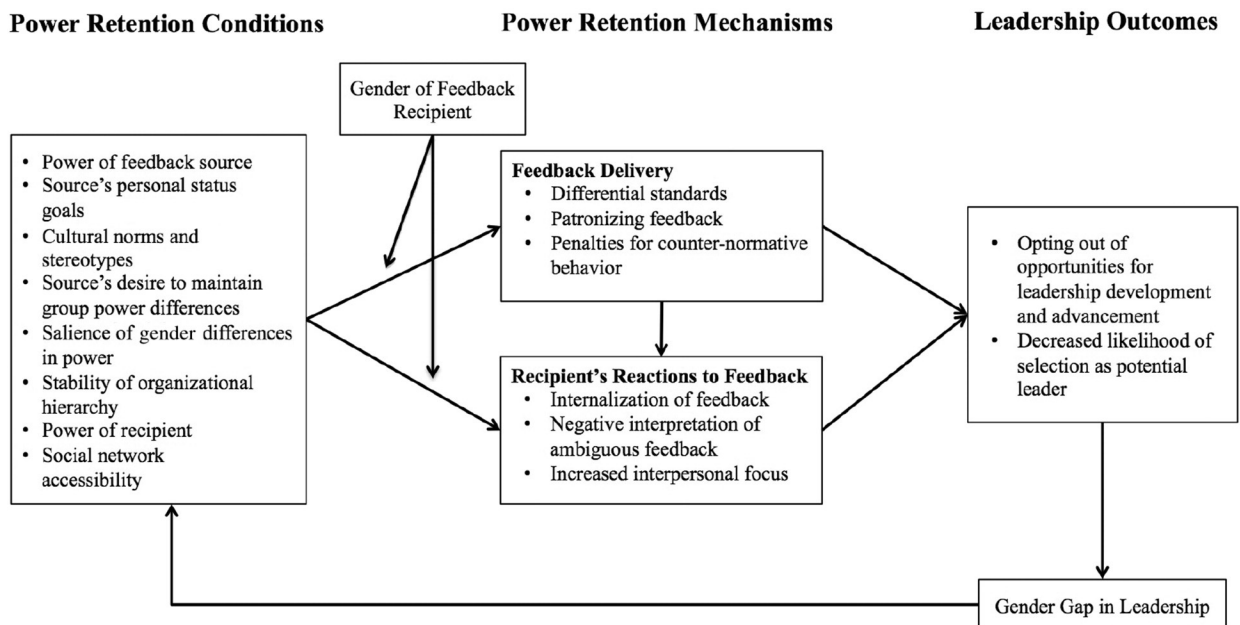 Power Retention Conditions
Power Retention Mechanisms
Leadership Outcomes
Gender of Feedback
Recipient
• Power of feedback source
• Source's personal status
goals
• Cultural norms and
stereotypes
• Source's desire to maintain
group power differences
• Salience of gender differences
in power
• Stability of organizational
hierarchy
• Power of recipient
• Social network
accessibility
Feedback Delivery
• Differential standards
• Patronizing feedback
• Penalties for counter-normative
behavior
Recipient's Reactions to Feedback
• Internalization of feedback
• Negative interpretation of
ambiguous feedback
• Increased interpersonal focus
• Opting out of
opportunities for
leadership development
and advancement
• Decreased likelihood of
selection as potential
leader
Gender Gap in Leadership